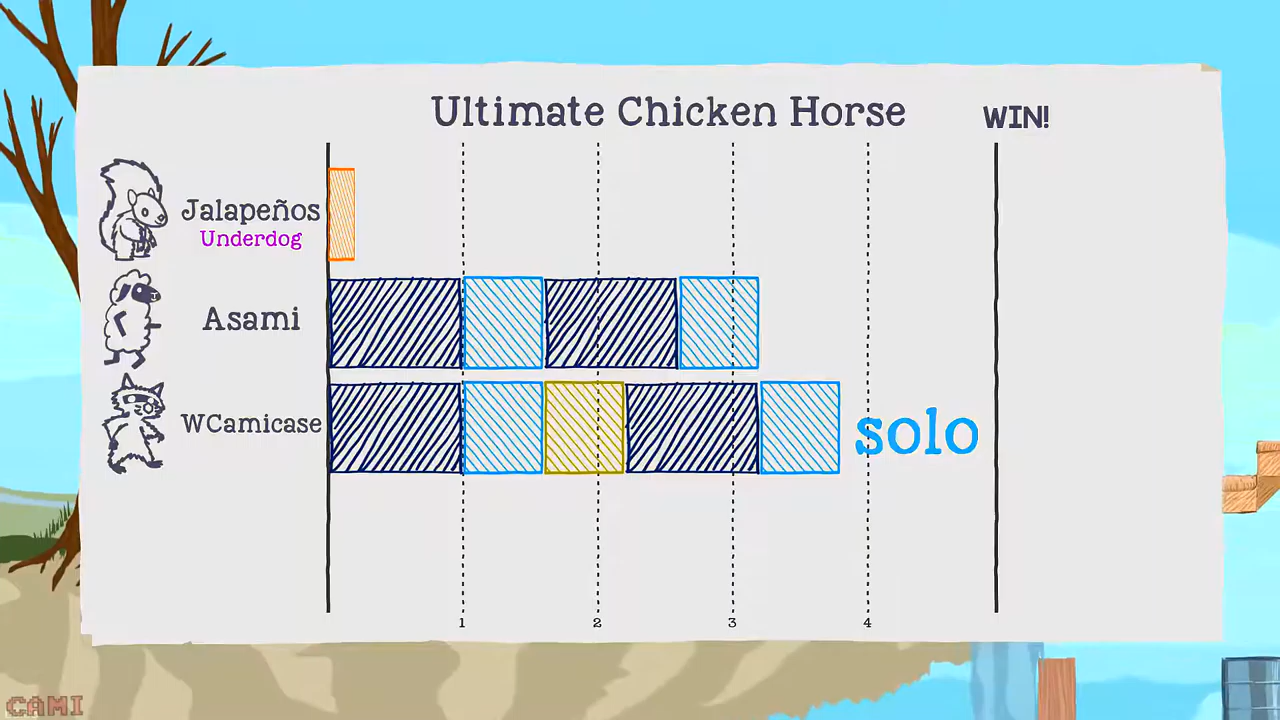 Ultimate Chicken Horse
WIN!
Jalapeños
Underdog
Asami
WCamicase
solo
1 2 3 4
CAMI